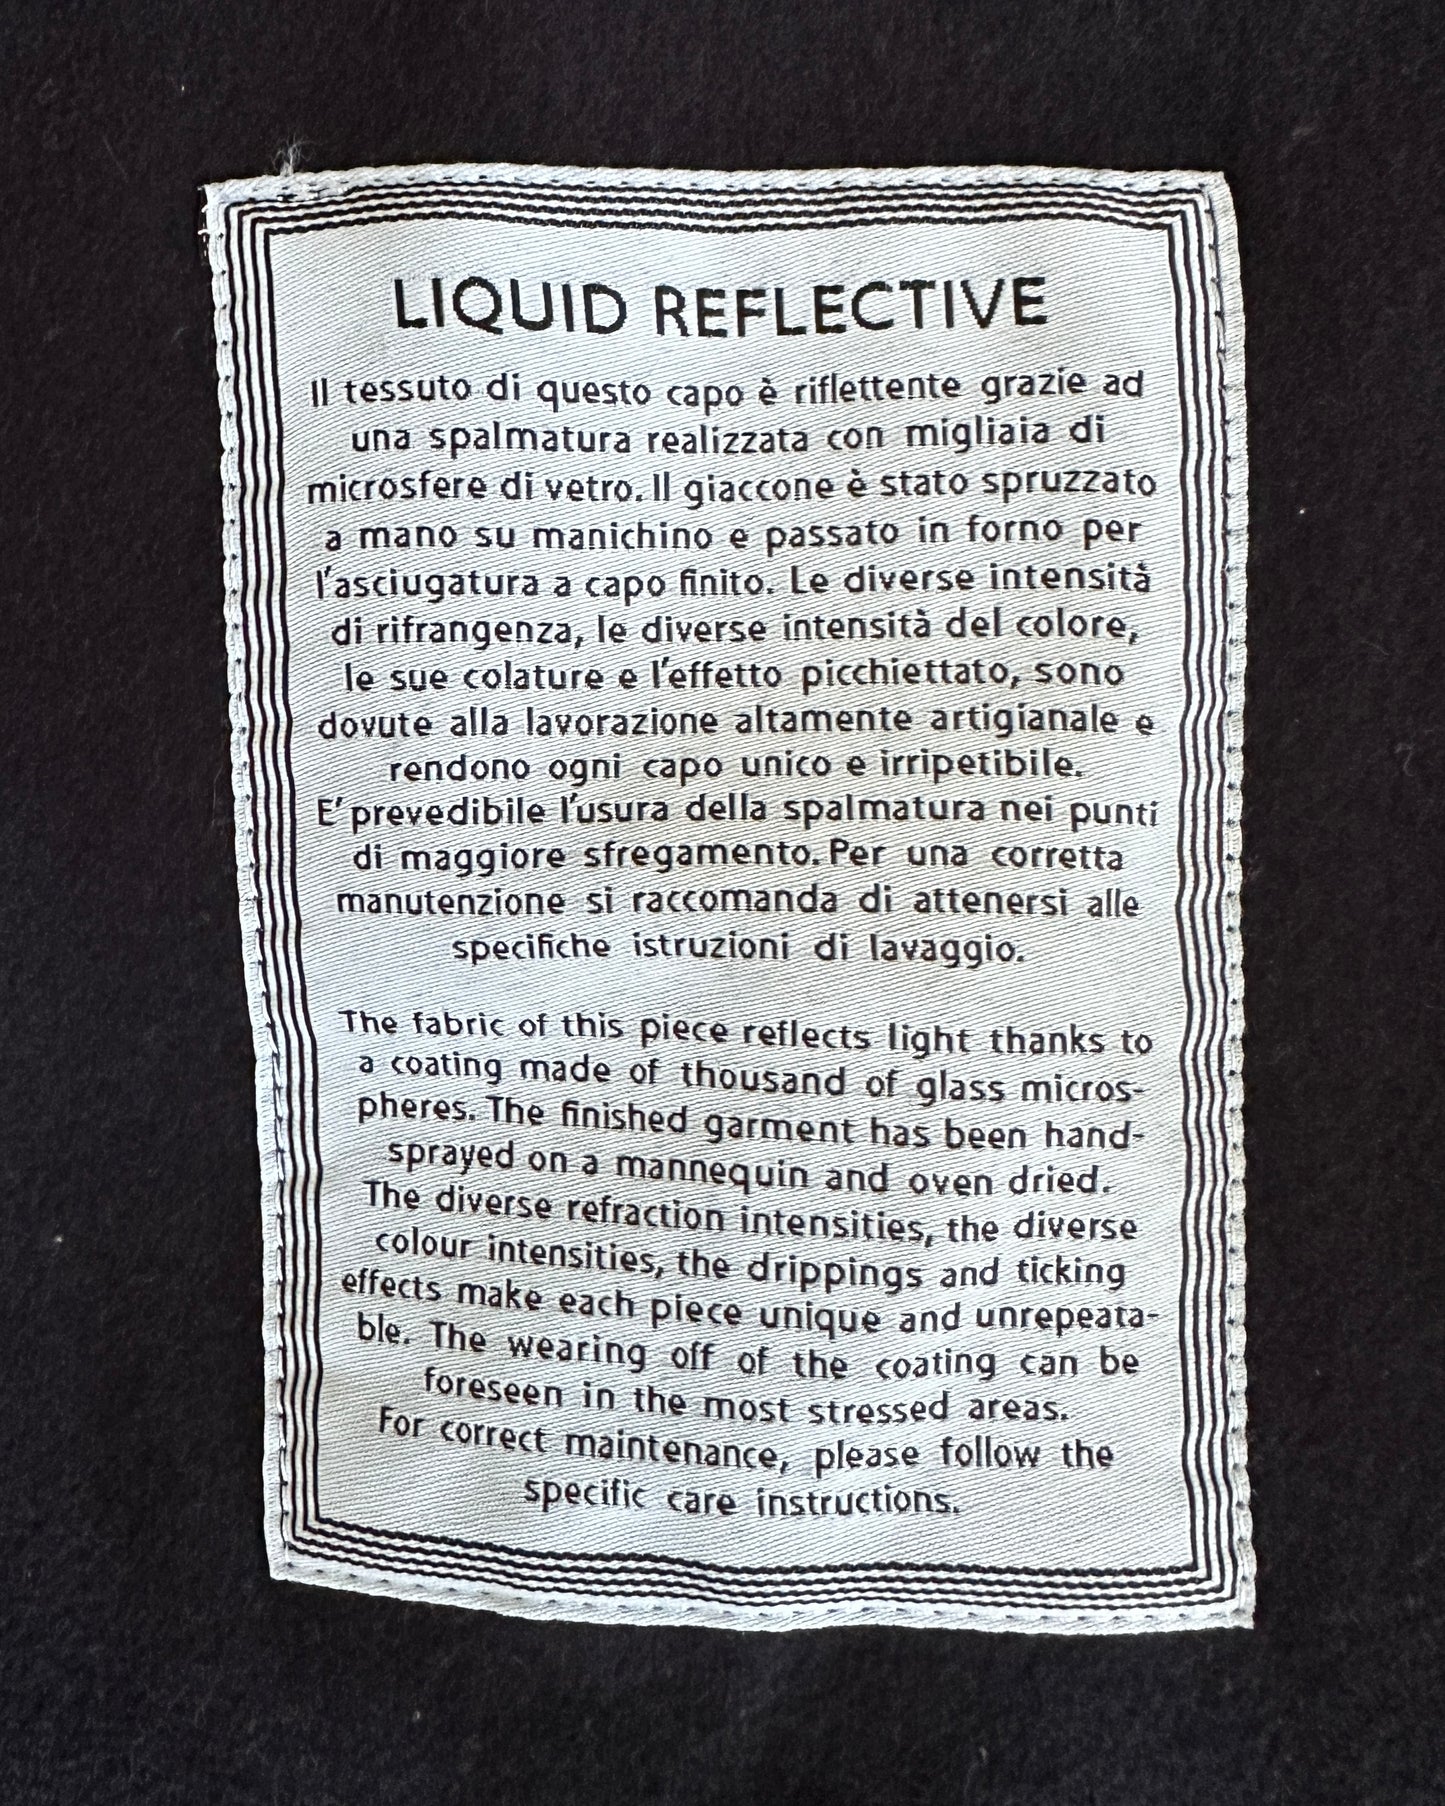 LIQUID REFLECTIVE
Il tessuto di questo capo è riflettente grazie ad
una spalmatura realizzata con migliaia di
microsfere di vetro. Il giaccone è stato spruzzato
a mano su manichino e passato in forno per
l'asciugatura a capo finito. Le diverse intensità
di rifrangenza, le diverse intensità del colore,
le sue colature e l'effetto picchiettato, sono
dovute alla lavorazione altamente artigianale e
rendono ogni capo unico e irripetibile.
E' prevedibile l'usura della spalmatura nei punti
di maggiore sfregamento. Per una corretta
manutenzione si raccomanda di attenersi alle
specifiche istruzioni di lavaggio.
The fabric of this piece reflects light thanks to
a coating made of thousand of glass micros-
pheres. The finished garment has been hand-
sprayed on a mannequin and oven dried.
The diverse refraction intensities, the diverse
colour intensities, the drippings and ticking
effects make each piece unique and unrepeata-
ble. The wearing off of the coating can be
foreseen in the most stressed areas.
For correct maintenance, please follow the
specific care instructions.